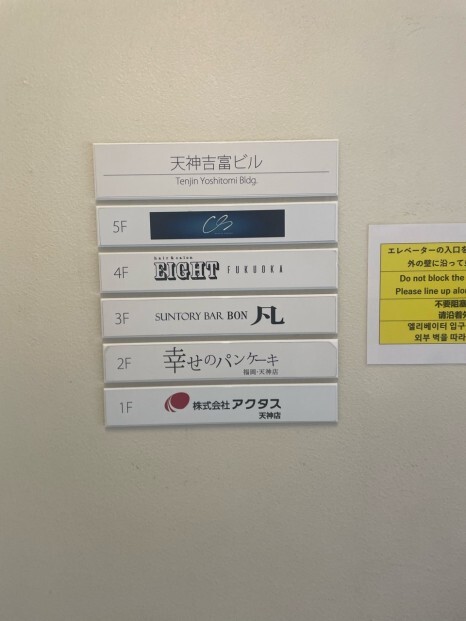 天神吉富ビル
Tenjin Yoshitomi Bldg.
5F
4F hair & salon EIGHT FUKUOKA
3F SUNTORY BAR BON 凡
2F 幸せのパンケーキ
福岡・天神店
1F 株式会社アクタス
天神店
エレベーターの入口を
外の壁に沿って
Do not block the
Please line up alon
不要阻塞
请沿着外
엘리베이터 입구
외부 벽을 따라